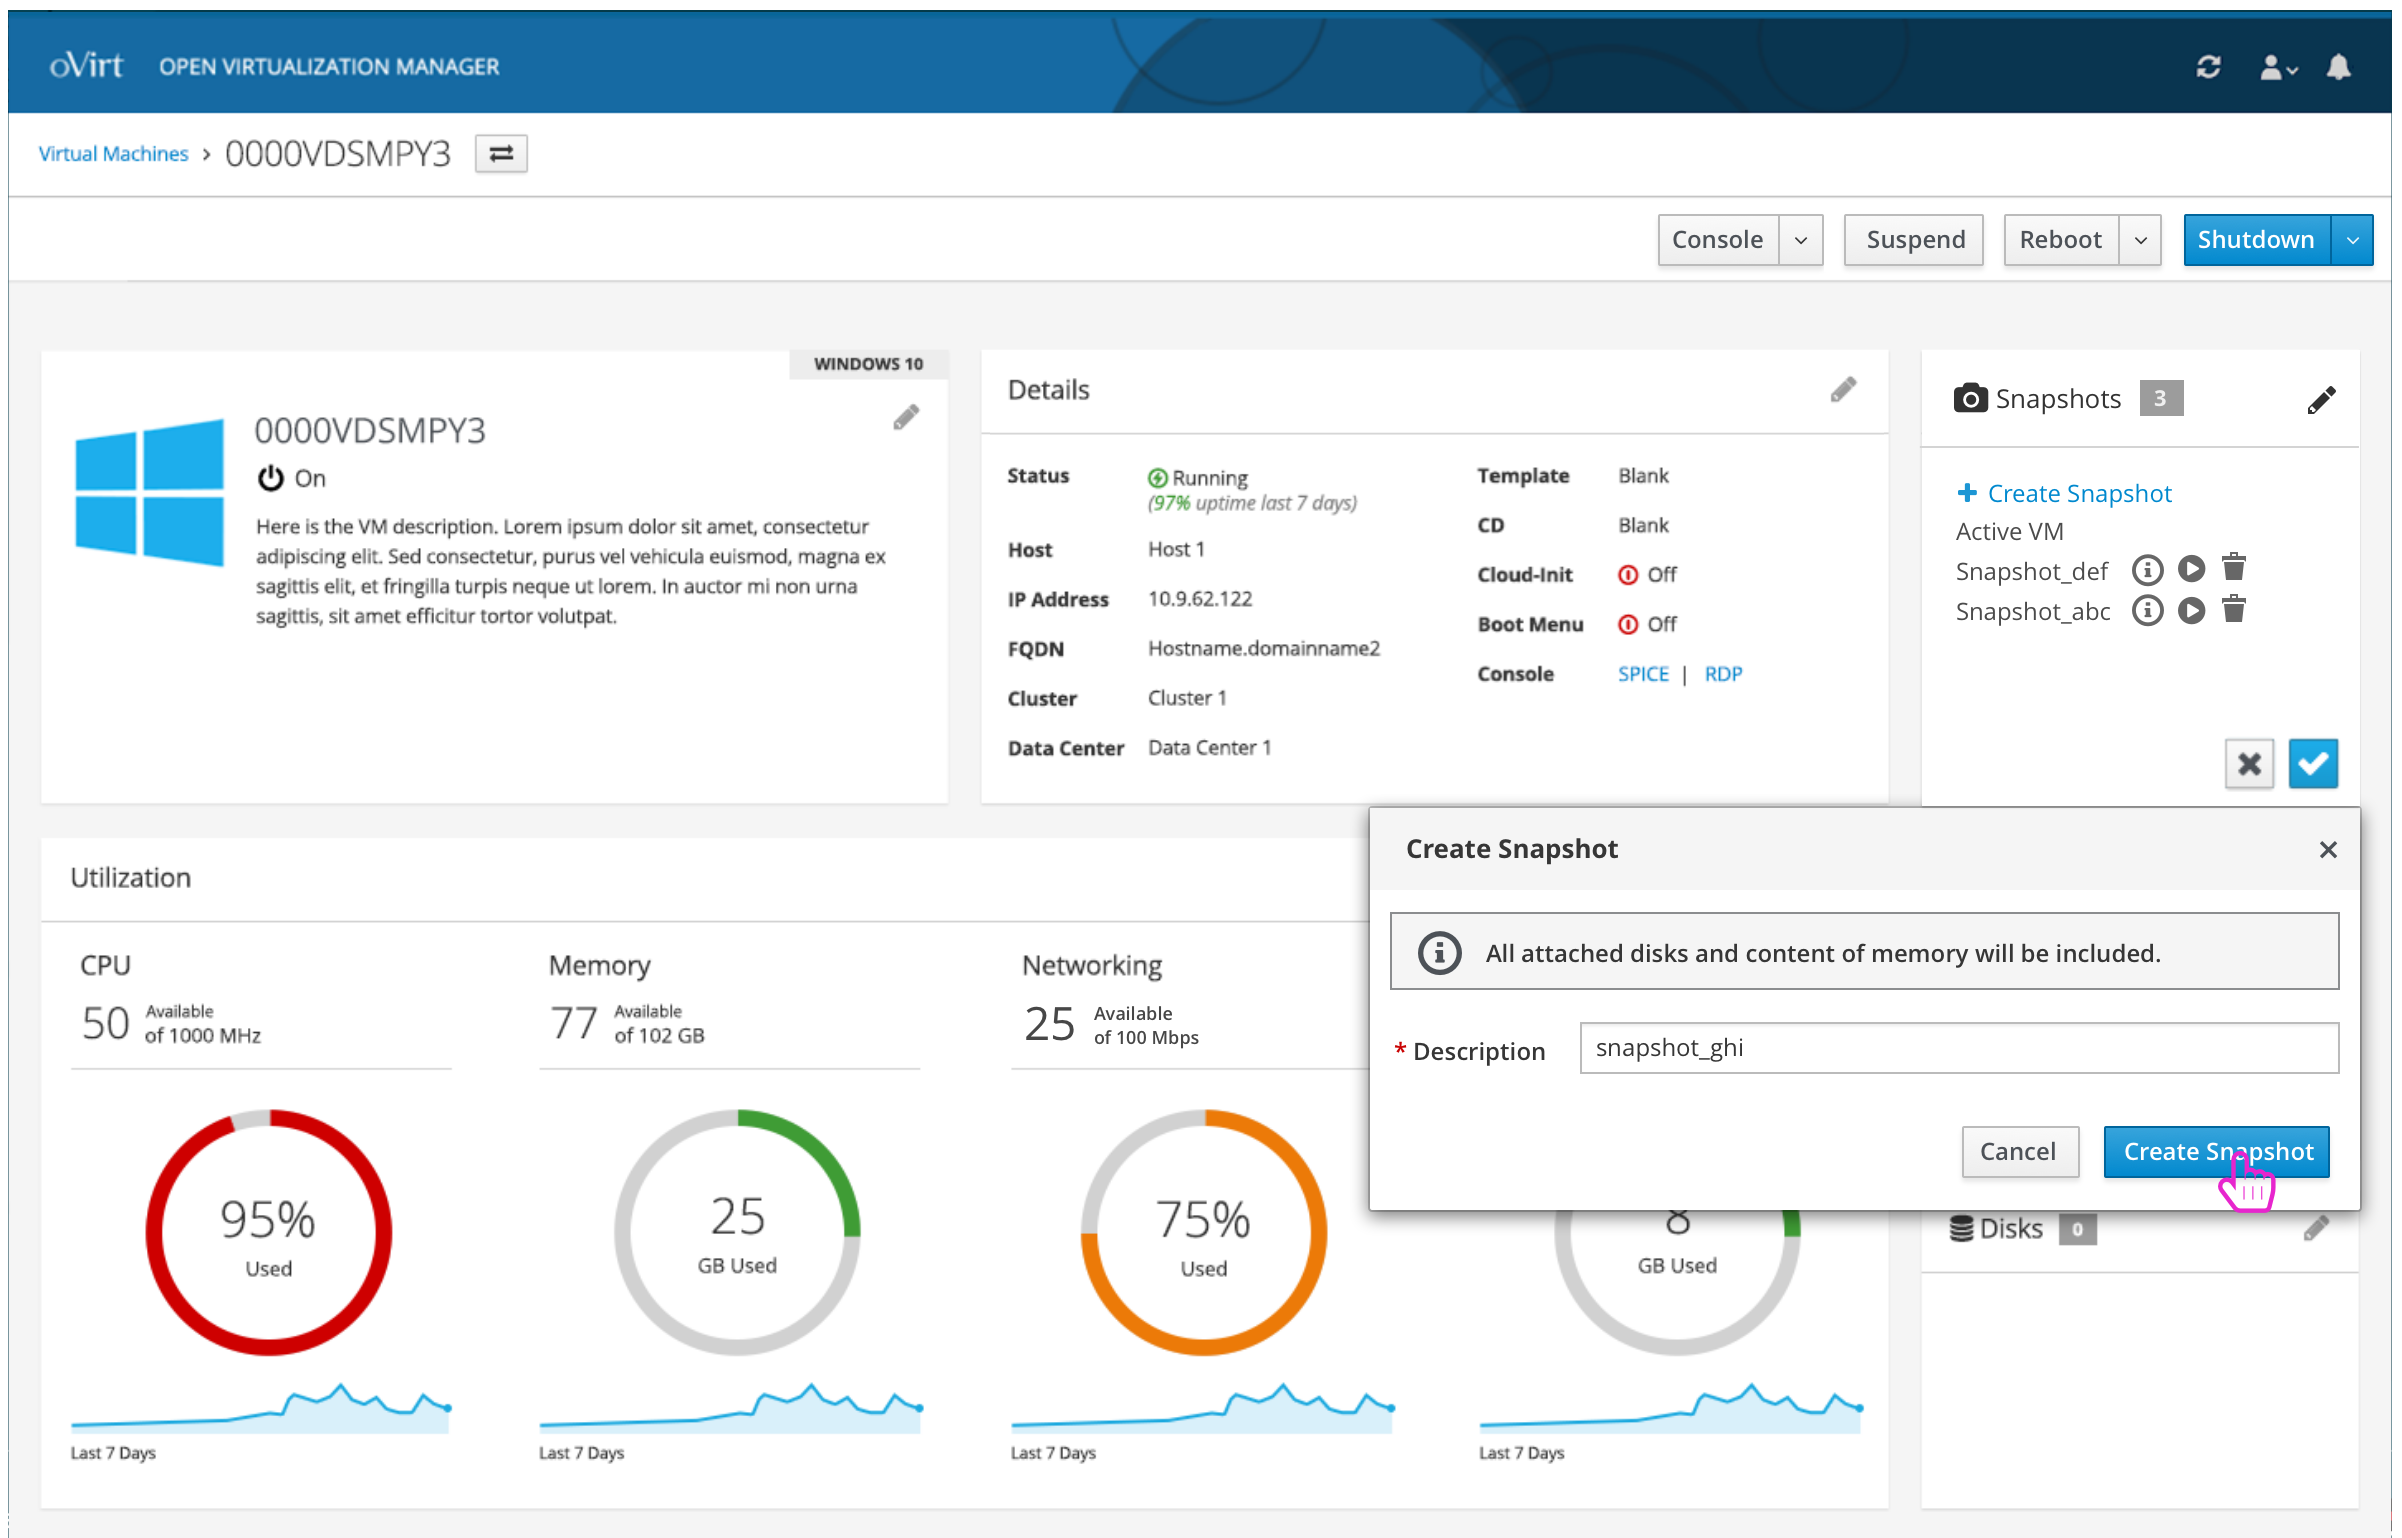 oVirt OPEN VIRTUALIZATION MANAGER
Virtual Machines › 0000VDSMPY3
Console
Suspend
Reboot
Shutdown
WINDOWS 10
0000VDSMPY3
On
Here is the VM description. Lorem ipsum dolor sit amet, consectetur
adipiscing elit. Sed consectetur, purus vel vehicula euismod, magna ex
sagittis elit, et fringilla turpis neque ut lorem. In auctor mi non urna
sagittis, sit amet efficitur tortor volutpat.
Details
Status Running
(97% uptime last 7 days)
Host Host 1
IP Address 10.9.62.122
FQDN Hostname.domainname2
Cluster Cluster 1
Data Center Data Center 1
Template Blank
CD Blank
Cloud-Init Off
Boot Menu Off
Console SPICE | RDP
Snapshots 3
+ Create Snapshot
Active VM
Snapshot_def
Snapshot_abc
Utilization
CPU
50 Available
of 1000 MHz
95%
Used
Last 7 Days
Memory
77 Available
of 102 GB
25
GB Used
Last 7 Days
Networking
25 Available
of 100 Mbps
75%
Used
Last 7 Days
8
GB Used
Last 7 Days
Create Snapshot
All attached disks and content of memory will be included.
* Description snapshot_ghi
Cancel
Create Snapshot
Disks 0